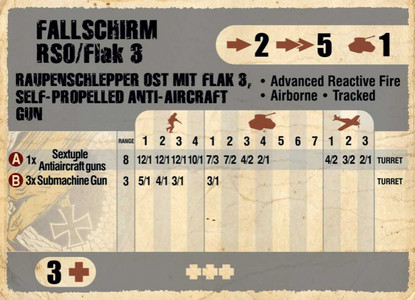 FALLSCHIRM
RSO/Flak 3
2 5 1
RAUPENSCHLEPPER OST MIT FLAK 3,
SELF-PROPELLED ANTI-AIRCRAFT
GUN
• Advanced Reactive Fire
• Airborne • Tracked
RANGE 1 2 3 4 1 2 3 4 5 6 7 1 2 3
A 1x Sextuple Antiaircraft guns 8 12/1 12/1 12/1 10/1 7/3 7/2 4/2 2/1 4/2 3/2 2/1 TURRET
B 3x Submachine Gun 3 5/1 4/1 3/1 3/1 TURRET
3